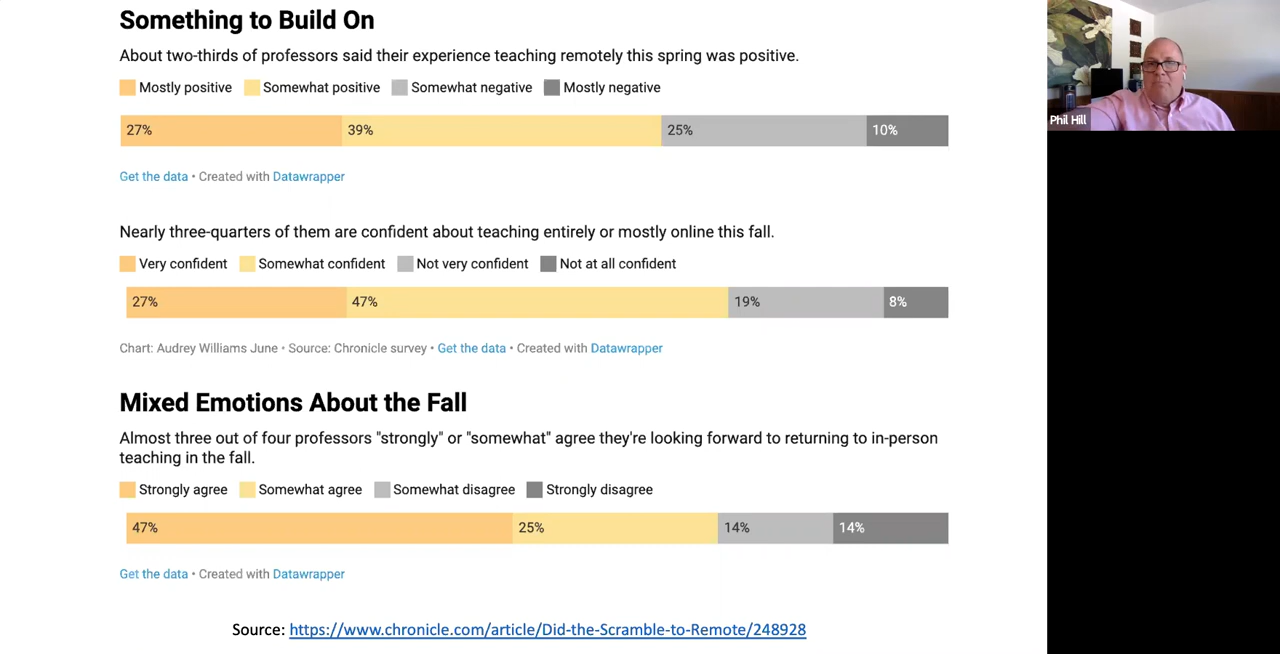 Something to Build On
About two-thirds of professors said their experience teaching remotely this spring was positive.
Mostly positive Somewhat positive Somewhat negative Mostly negative
27% 39% 25% 10%
Get the data • Created with Datawrapper
Nearly three-quarters of them are confident about teaching entirely or mostly online this fall.
Very confident Somewhat confident Not very confident Not at all confident
27% 47% 19% 8%
Chart: Audrey Williams June • Source: Chronicle survey • Get the data • Created with Datawrapper
Mixed Emotions About the Fall
Almost three out of four professors "strongly" or "somewhat" agree they're looking forward to returning to in-person
teaching in the fall.
Strongly agree Somewhat agree Somewhat disagree Strongly disagree
47% 25% 14% 14%
Get the data • Created with Datawrapper
Source: https://www.chronicle.com/article/Did-the-Scramble-to-Remote/248928
Phil Hill